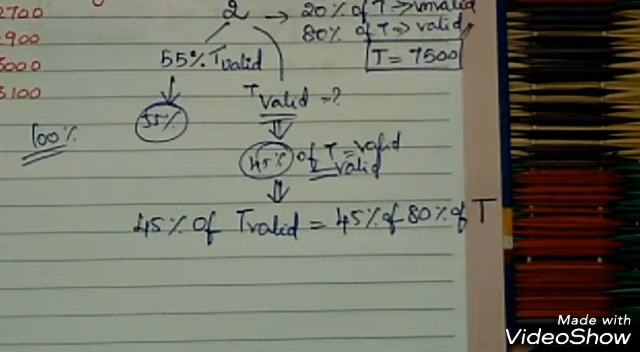 2700
2900
3000
3100
2 → 20% of T ⇒ invalid
80% of T ⇒ valid
T = 7500
55% Tvalid
Tvalid = ?
55%
100%
45% of T = valid
valid
45% of Tvalid = 45% of 80% of T
Made with
VideoShow